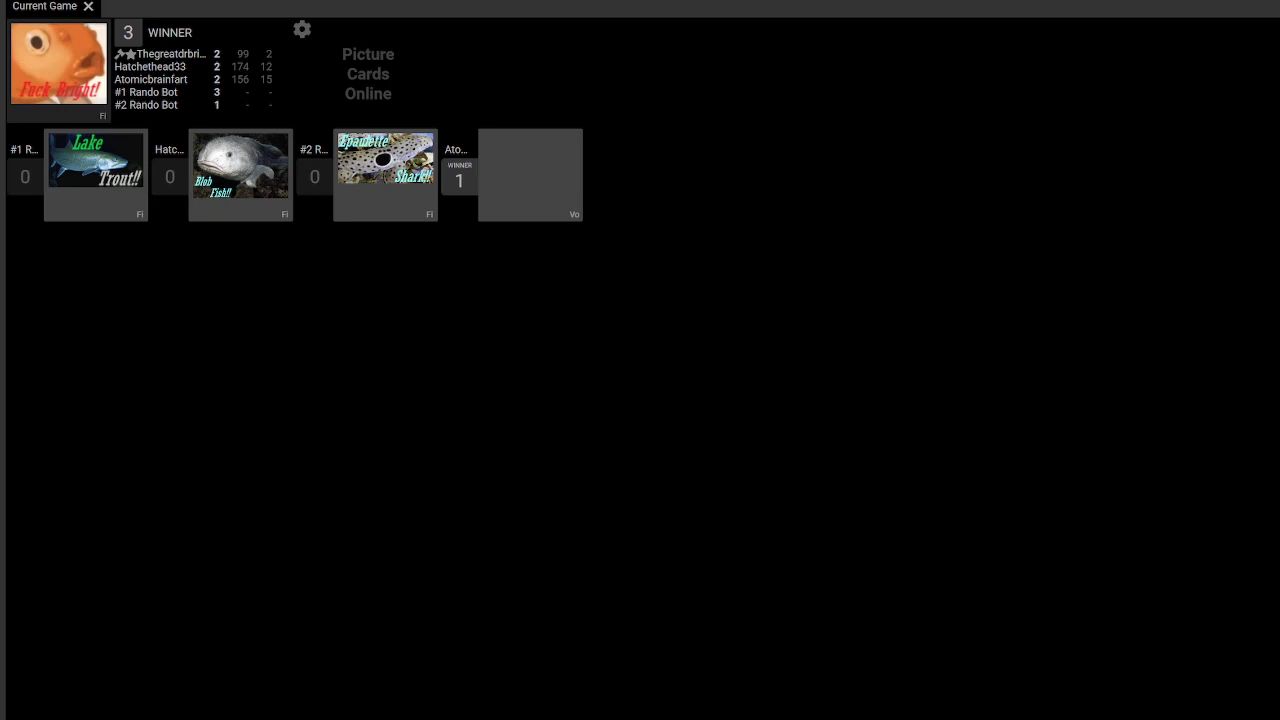 Current Game
Fuck Bright!
Fi
3 WINNER
Thegreatdrbri... 2 99 2
Hatchethead33 2 174 12
Atomicbrainfart 2 156 15
#1 Rando Bot 3 - -
#2 Rando Bot 1 - -
Picture
Cards
Online
#1 R...
0
Lake
Trout!!
Fi
Hatc...
0
Blob
Fish!!
Fi
#2 R...
0
Epaulette
Shark!!
Fi
Ato...
WINNER
1
Vo